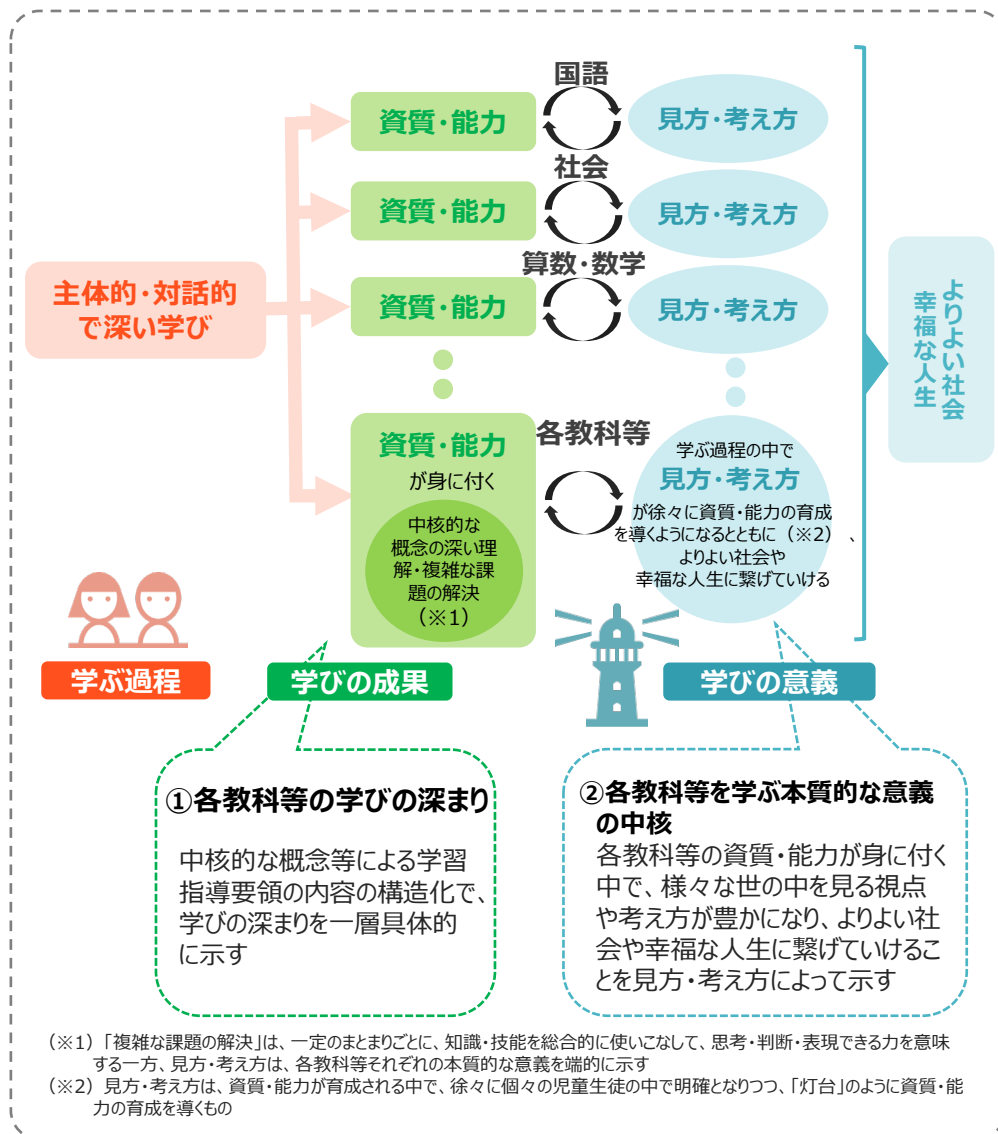 国語
資質・能力
見方・考え方
社会
資質・能力
見方・考え方
算数・数学
資質・能力
見方・考え方
主体的・対話的
で深い学び
よりよい社会
幸福な人生
各教科等
資質・能力
が身に付く
中核的な
概念の深い理
解・複雑な課
題の解決
（※1）
学ぶ過程の中で
見方・考え方
が徐々に資質・能力の育成
を導くようになるとともに（※2）、
よりよい社会や
幸福な人生に繋げていける
学ぶ過程
学びの成果
学びの意義
①各教科等の学びの深まり
中核的な概念等による学習
指導要領の内容の構造化で、
学びの深まりを一層具体的
に示す
②各教科等を学ぶ本質的な意義
の中核
各教科等の資質・能力が身に付く
中で、様々な世の中を見る視点
や考え方が豊かになり、よりよい社
会や幸福な人生に繋げていけるこ
とを見方・考え方によって示す
（※1）「複雑な課題の解決」は、一定のまとまりごとに、知識・技能を総合的に使いこなして、思考・判断・表現できる力を意味
する一方、見方・考え方は、各教科等それぞれの本質的な意義を端的に示す
（※2）見方・考え方は、資質・能力が育成される中で、徐々に個々の児童生徒の中で明確となりつつ、「灯台」のように資質・能
力の育成を導くもの